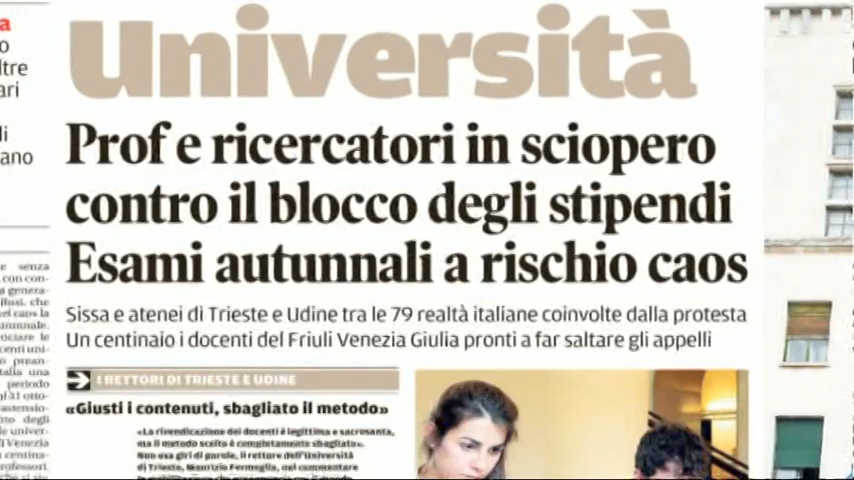 Università
Prof e ricercatori in sciopero
contro il blocco degli stipendi
Esami autunnali a rischio caos
Sissa e atenei di Trieste e Udine tra le 79 realtà italiane coinvolte dalla protesta
Un centinaio i docenti del Friuli Venezia Giulia pronti a far saltare gli appelli
I RETTORI DI TRIESTE E UDINE
«Giusti i contenuti, sbagliato il metodo»
«La rivendicazione dei docenti è legittima e sacrosanta,
ma il metodo scelto è completamente sbagliato».
Non usa giri di parole, il rettore dell'Università
di Trieste, Maurizio Fermeglia, nel commentare